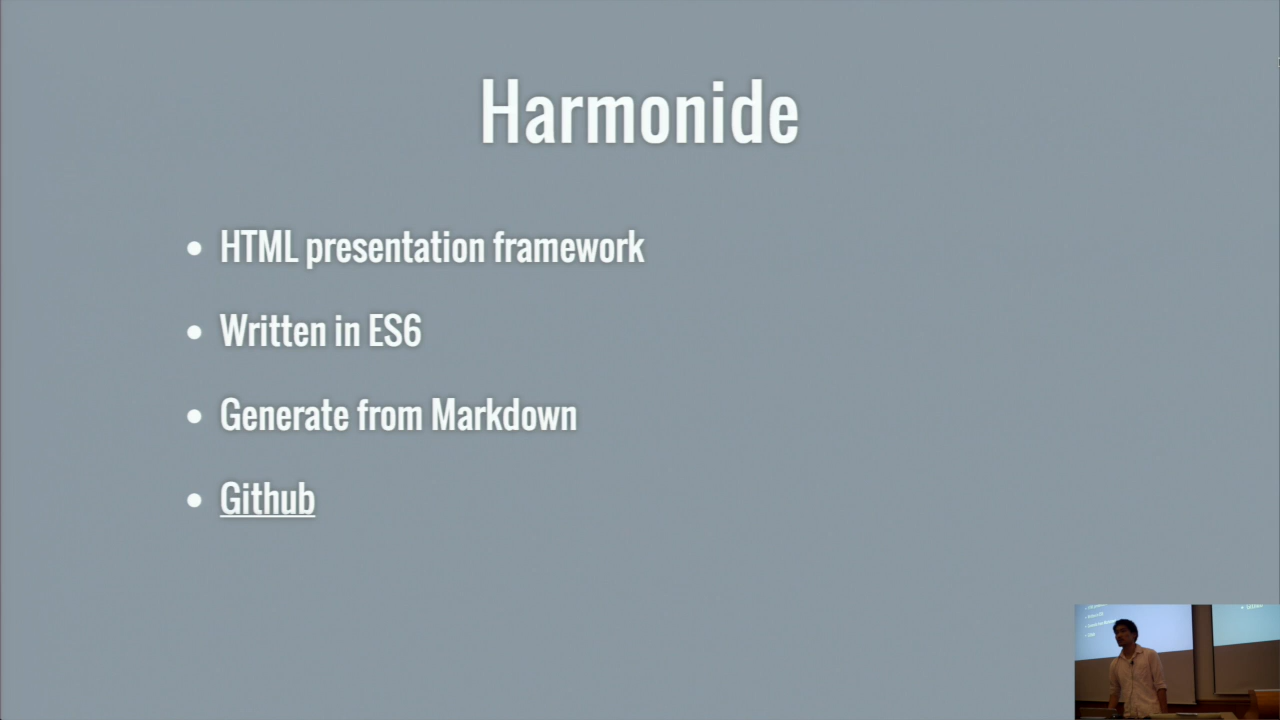 Harmonide
HTML presentation framework
Written in ES6
Generate from Markdown
Github